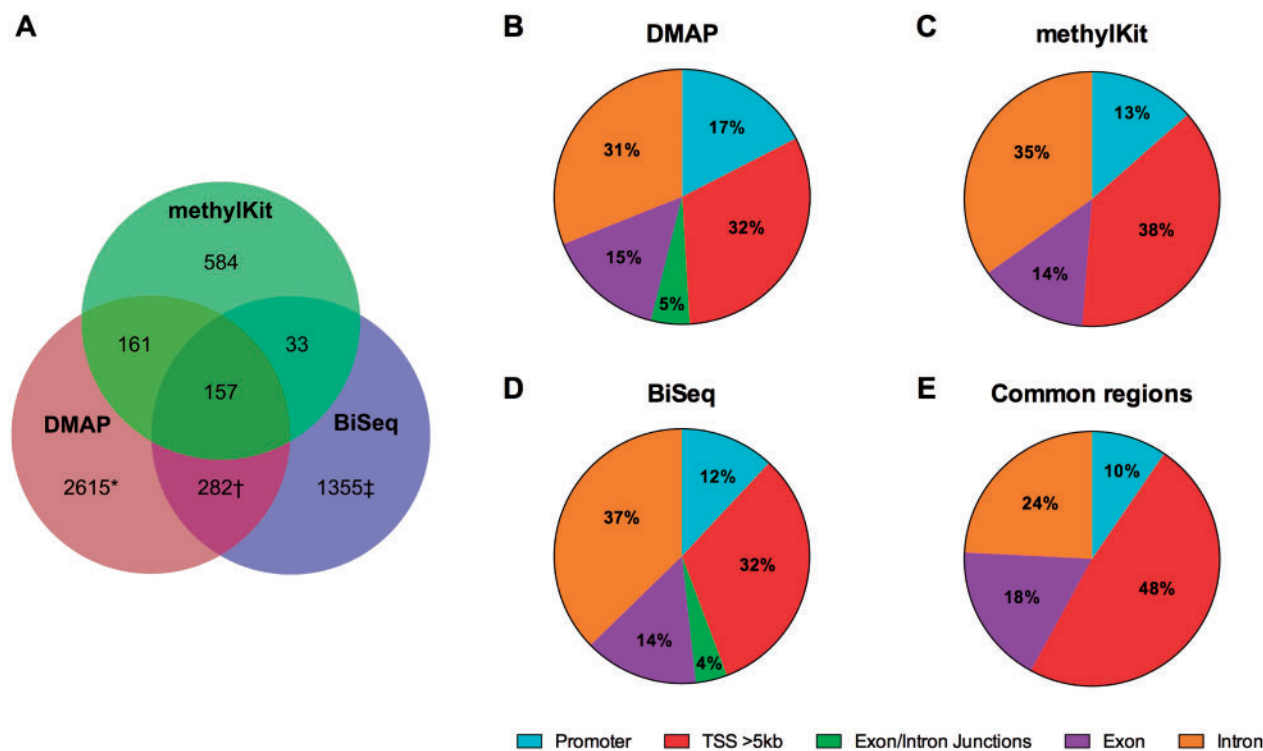 A
methylKit
584
161
33
157
DMAP
BiSeq
2615*
282†
1355‡
B
DMAP
17%
32%
5%
15%
31%
C
methylKit
13%
38%
14%
35%
D
BiSeq
12%
32%
4%
14%
37%
E
Common regions
10%
48%
18%
24%
Promoter
TSS >5kb
Exon/Intron Junctions
Exon
Intron